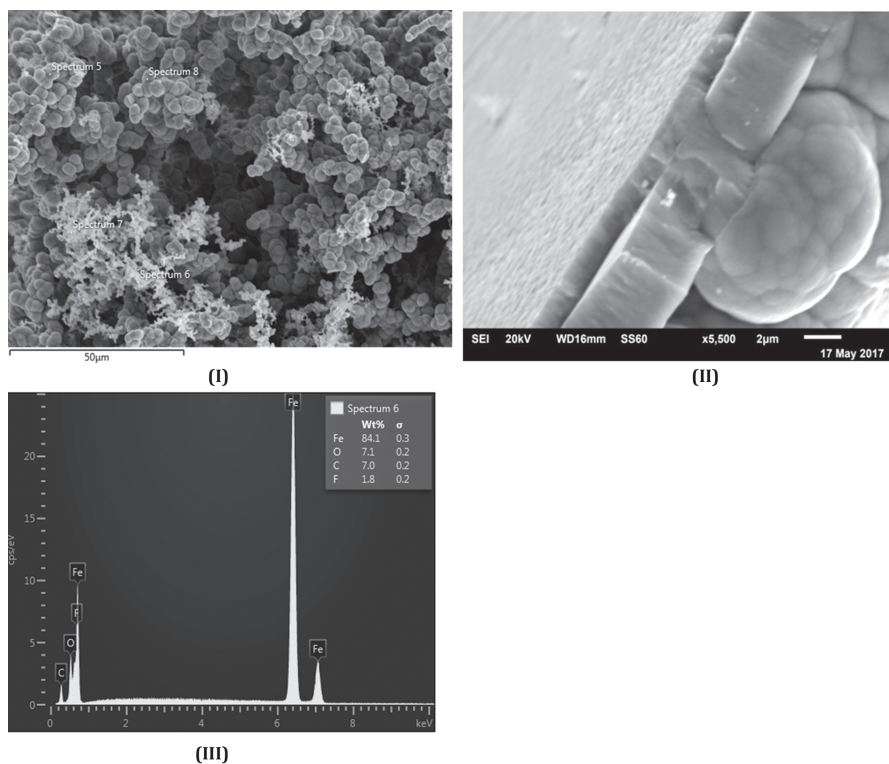 Spectrum 5
Spectrum 8
Spectrum 7
Spectrum 6
50µm
(I)
SEI 20kV WD16mm SS60 x5,500 2µm
17 May 2017
(II)
Fe
Spectrum 6
Wt% σ
Fe 84.1 0.3
O 7.1 0.2
C 7.0 0.2
F 1.8 0.2
20
15
cps/eV
10
Fe
F
5
O
Fe
C
0
0 2 4 6 8 keV
(III)